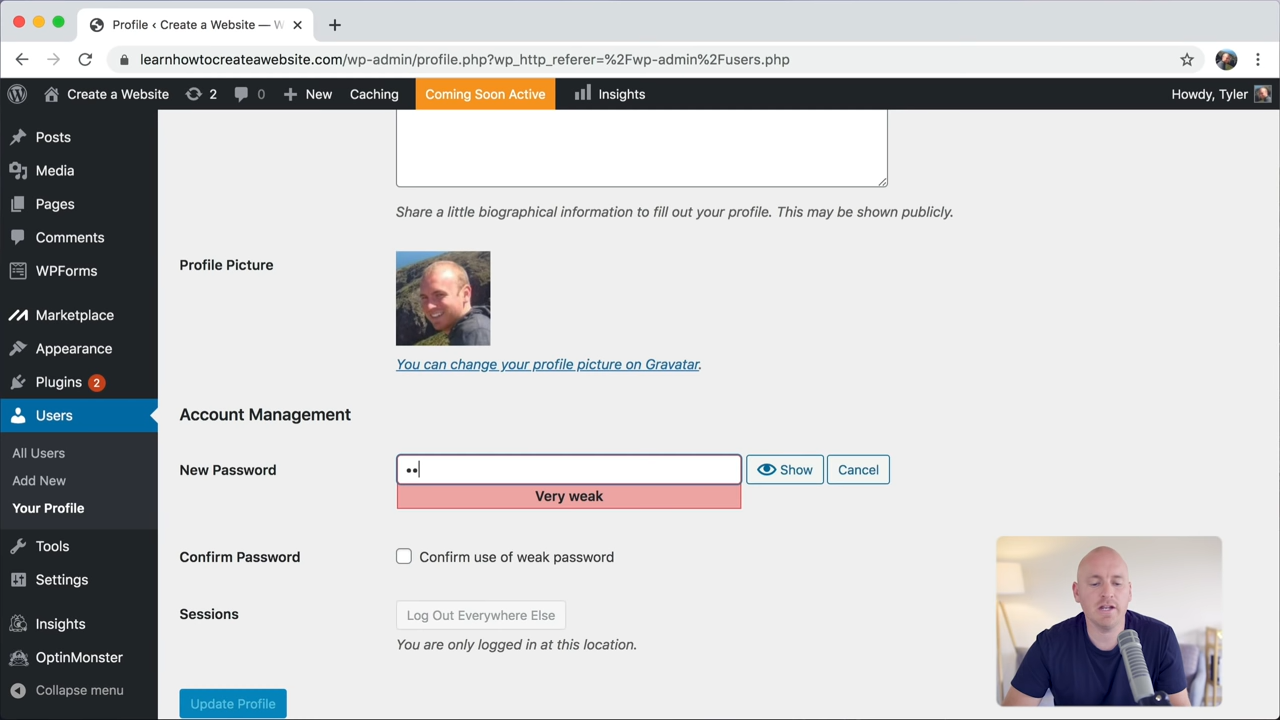 Profile ‹ Create a Website — W
learnhowtocreateawebsite.com/wp-admin/profile.php?wp_http_referer=%2Fwp-admin%2Fusers.php
Create a Website 2 0 New Caching Coming Soon Active Insights Howdy, Tyler
Posts
Media
Pages
Comments
WPForms
Marketplace
Appearance
Plugins 2
Users
All Users
Add New
Your Profile
Tools
Settings
Insights
OptinMonster
Collapse menu
Share a little biographical information to fill out your profile. This may be shown publicly.
Profile Picture
You can change your profile picture on Gravatar.
Account Management
New Password •• Show Cancel
Very weak
Confirm Password Confirm use of weak password
Sessions Log Out Everywhere Else
You are only logged in at this location.
Update Profile